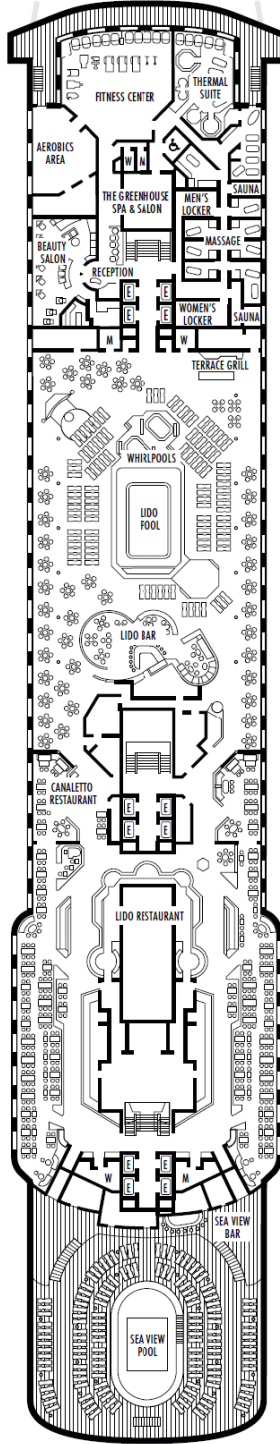 FITNESS CENTER
THERMAL
SUITE
W M
AEROBICS
AREA
THE GREENHOUSE
SPA & SALON
MEN'S
LOCKER
SAUNA
BEAUTY
SALON
MASSAGE
RECEPTION
E E
E E
WOMEN'S
LOCKER
SAUNA
M W
TERRACE GRILL
WHIRLPOOLS
LIDO
POOL
LIDO BAR
CANALETTO
RESTAURANT
E E
E E
LIDO RESTAURANT
E E
W M
E E
SEA VIEW
BAR
SEA VIEW
POOL